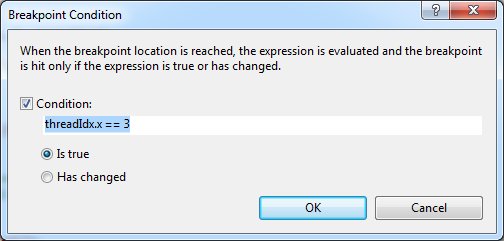 Breakpoint Condition
When the breakpoint location is reached, the expression is evaluated and the breakpoint
is hit only if the expression is true or has changed.
Condition:
threadIdx.x == 3
Is true
Has changed
OK
Cancel